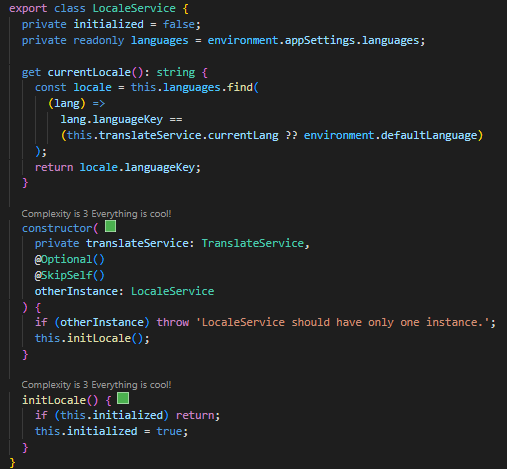 export class LocaleService {
private initialized = false;
private readonly languages = environment.appSettings.languages;
get currentLocale(): string {
const locale = this.languages.find(
(lang) =>
lang.languageKey ==
(this.translateService.currentLang ?? environment.defaultLanguage)
);
return locale.languageKey;
}
Complexity is 3 Everything is cool!
constructor(
private translateService: TranslateService,
@Optional()
@SkipSelf()
otherInstance: LocaleService
) {
if (otherInstance) throw 'LocaleService should have only one instance.';
this.initLocale();
}
Complexity is 3 Everything is cool!
initLocale() {
if (this.initialized) return;
this.initialized = true;
}
}